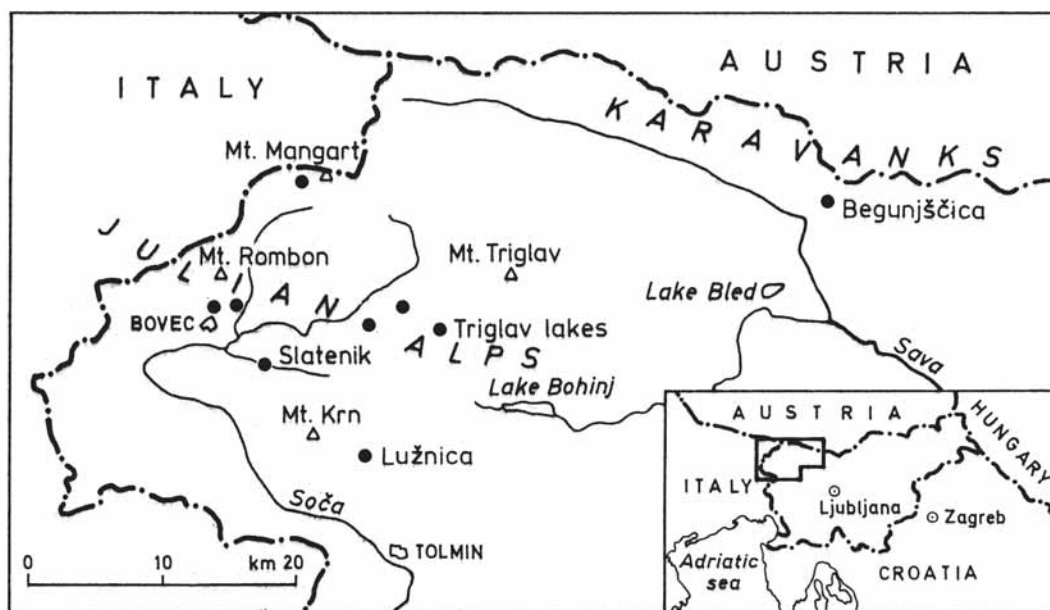 ITALY
AUSTRIA
KARAVANKS
Mt. Mangart
Begunjščica
JULIAN
ALPS
Mt. Rombon
Mt. Triglav
Lake Bled
BOVEC
Triglav lakes
Slatenik
Sava
Lake Bohinj
Mt. Krn
Lužnica
Soča
TOLMIN
0 10 km 20
AUSTRIA
HUNGARY
ITALY
Ljubljana
Zagreb
Adriatic
sea
CROATIA